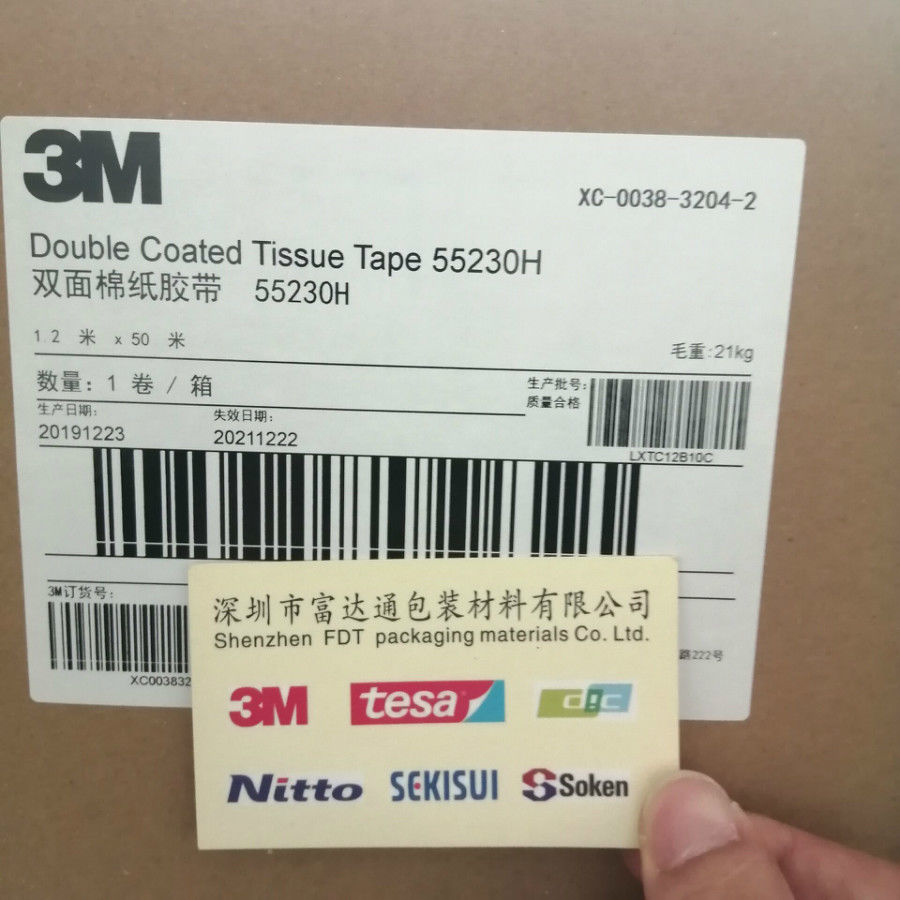 3M
XC-0038-3204-2
Double Coated Tissue Tape 55230H
双面棉纸胶带 55230H
1.2 米 x 50 米
毛重:21kg
数量: 1 卷 / 箱
生产批号:
质量合格
生产日期:
失效日期:
20191223
20211222
LXTC12B10C
3M订货号:
XC003832
路222号
深圳市富达通包装材料有限公司
Shenzhen FDT packaging materials Co. Ltd.
3M tesa dic
Nitto SEKISUI Soken